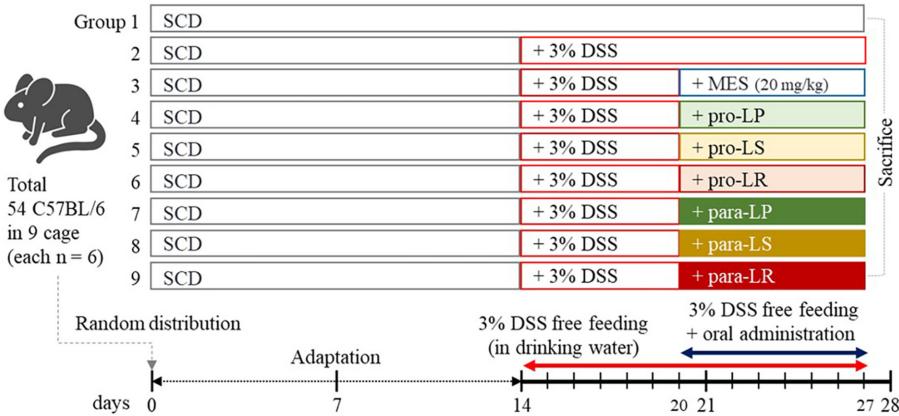 Group 1 SCD
2 SCD + 3% DSS
3 SCD + 3% DSS + MES (20 mg/kg)
4 SCD + 3% DSS + pro-LP
5 SCD + 3% DSS + pro-LS
6 SCD + 3% DSS + pro-LR
7 SCD + 3% DSS + para-LP
8 SCD + 3% DSS + para-LS
9 SCD + 3% DSS + para-LR
Sacrifice
Total
54 C57BL/6
in 9 cage
(each n = 6)
Random distribution
Adaptation
3% DSS free feeding
(in drinking water)
3% DSS free feeding
+ oral administration
days 0 7 14 20 21 27 28